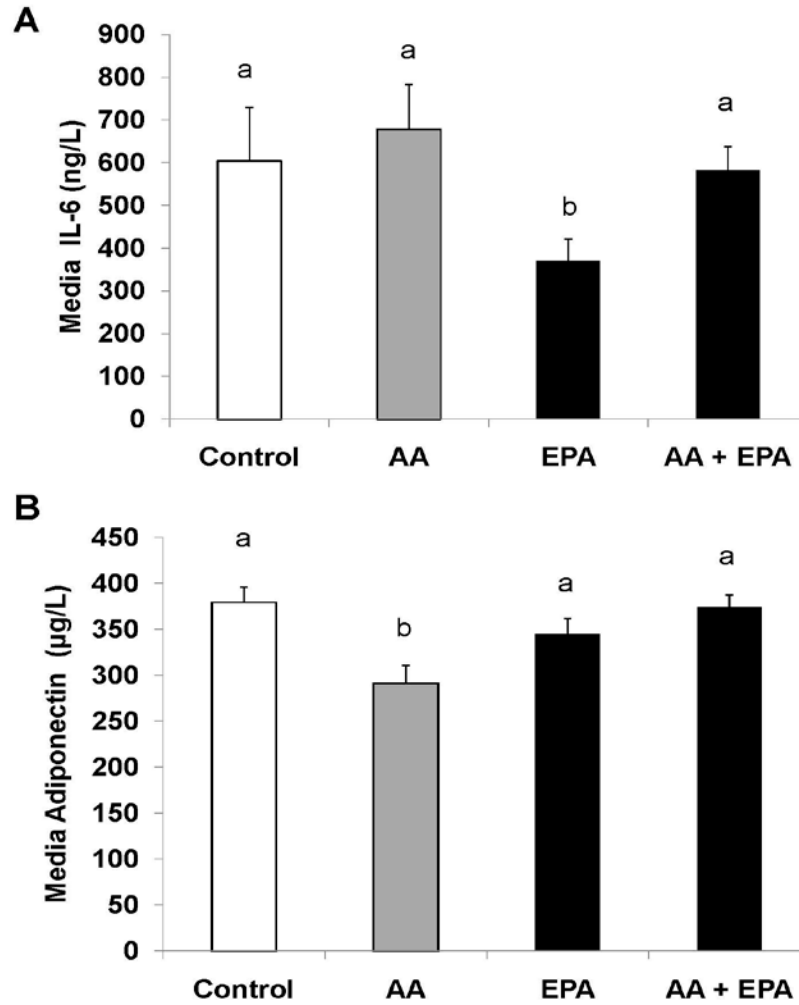 A
Media IL-6 (ng/L)
900
800
700
600
500
400
300
200
100
0
a
a
b
a
Control AA EPA AA + EPA
B
Media Adiponectin (µg/L)
450
400
350
300
250
200
150
100
50
0
a
b
a
a
Control AA EPA AA + EPA